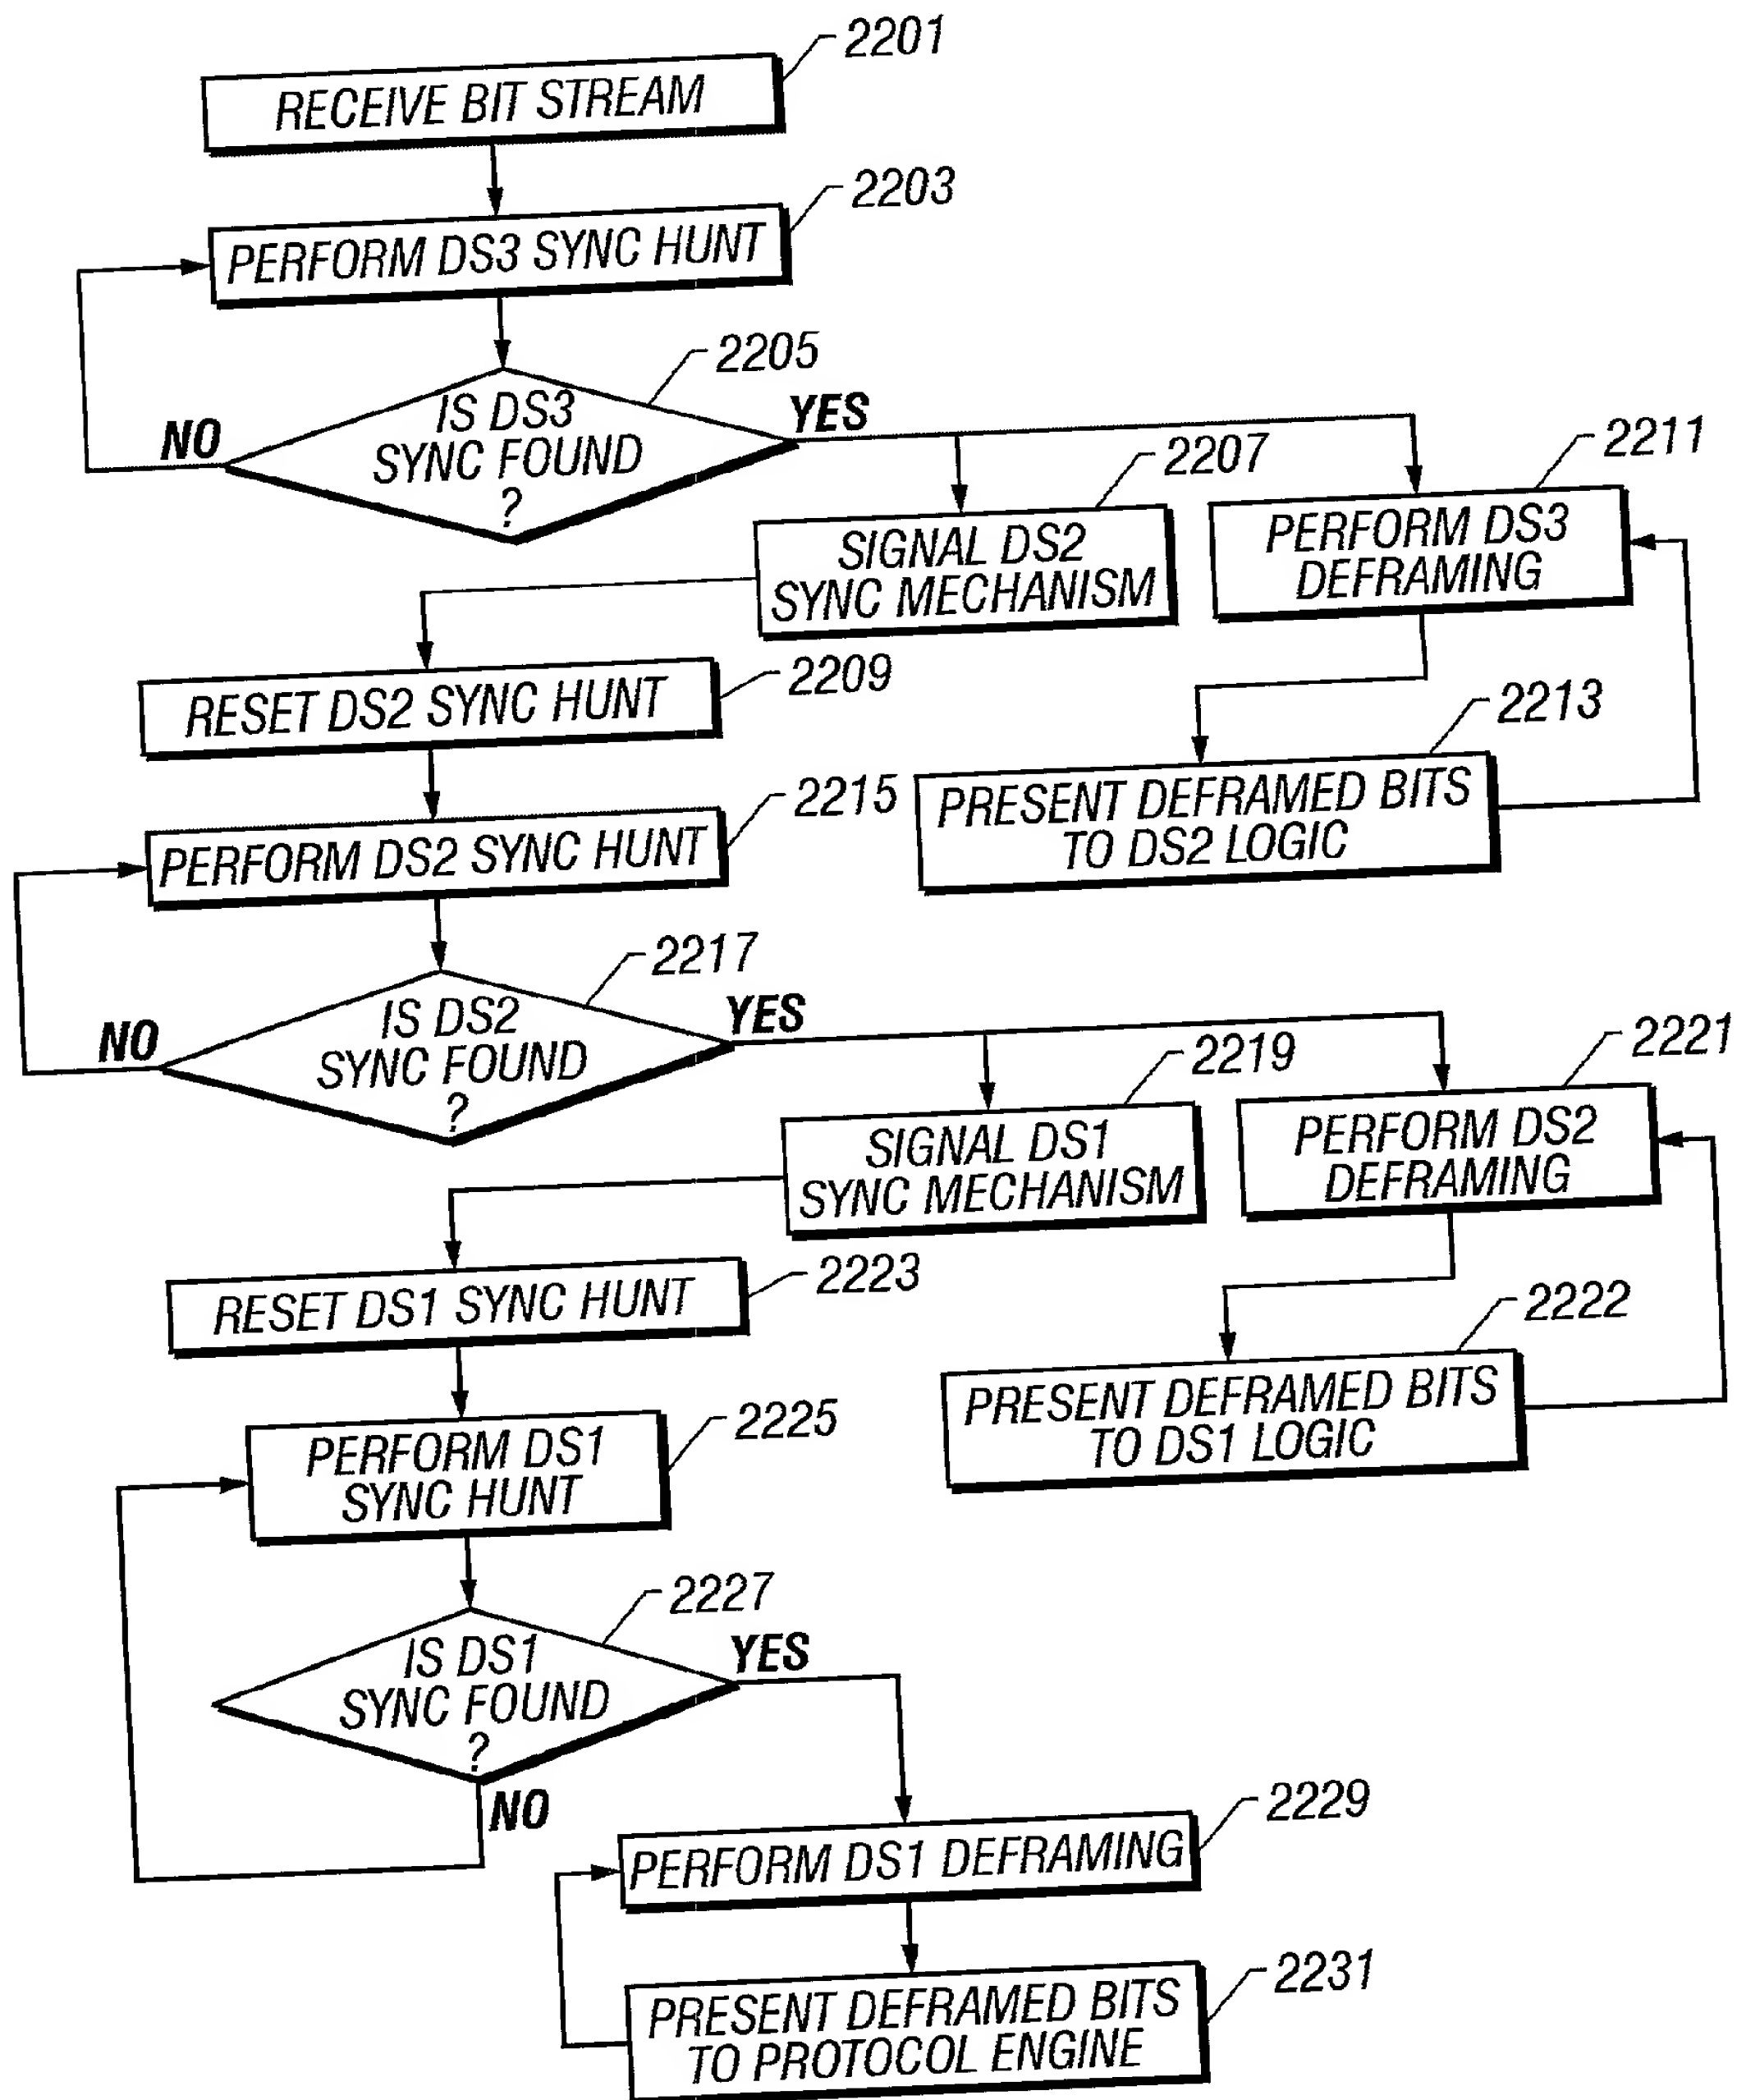 2201
RECEIVE BIT STREAM
2203
PERFORM DS3 SYNC HUNT
2205
IS DS3
SYNC FOUND
?
NO
YES
2207
SIGNAL DS2
SYNC MECHANISM
2211
PERFORM DS3
DEFRAMING
2209
RESET DS2 SYNC HUNT
2213
PRESENT DEFRAMED BITS
TO DS2 LOGIC
2215
PERFORM DS2 SYNC HUNT
2217
IS DS2
SYNC FOUND
?
NO
YES
2219
SIGNAL DS1
SYNC MECHANISM
2221
PERFORM DS2
DEFRAMING
2223
RESET DS1 SYNC HUNT
2222
PRESENT DEFRAMED BITS
TO DS1 LOGIC
2225
PERFORM DS1
SYNC HUNT
2227
IS DS1
SYNC FOUND
?
YES
NO
2229
PERFORM DS1 DEFRAMING
2231
PRESENT DEFRAMED BITS
TO PROTOCOL ENGINE